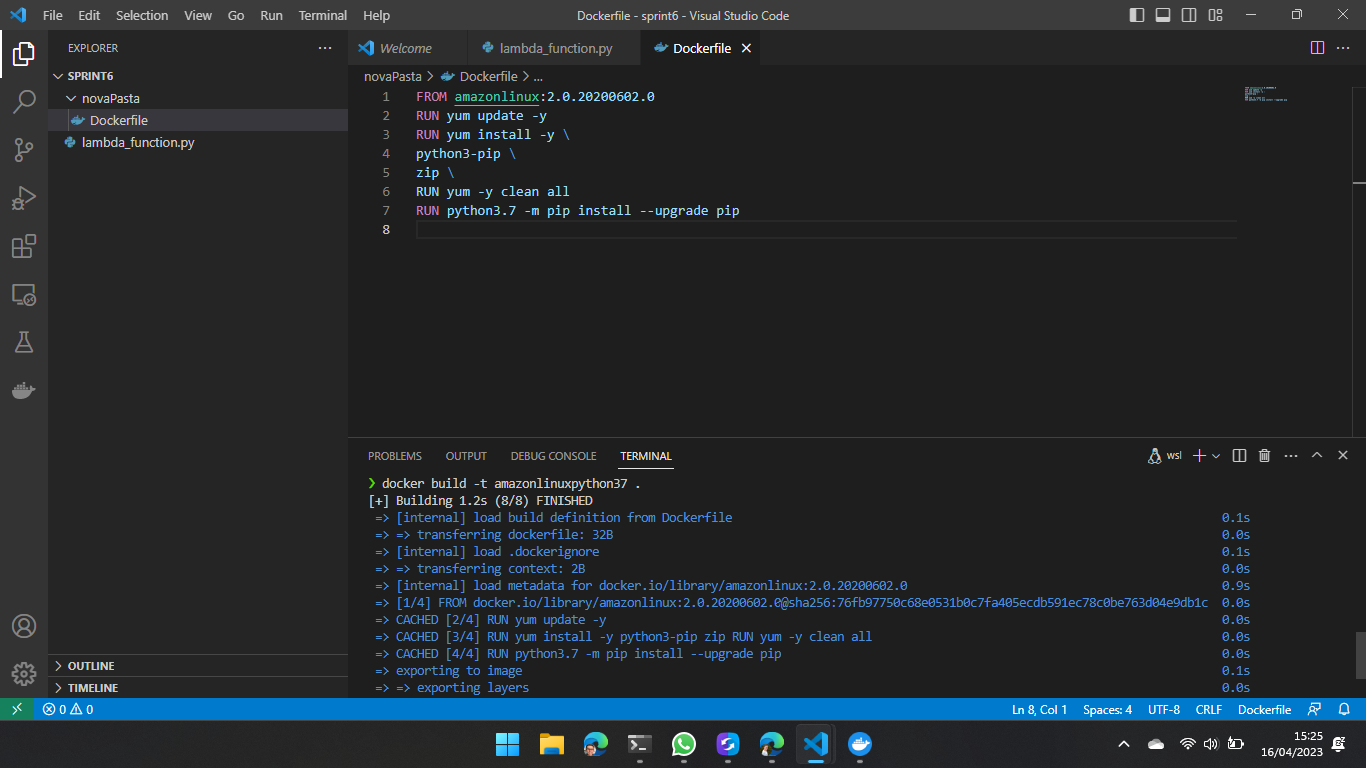 File Edit Selection View Go Run Terminal Help
Dockerfile - sprint6 - Visual Studio Code
EXPLORER
SPRINT6
novaPasta
Dockerfile
lambda_function.py
OUTLINE
TIMELINE
Welcome
lambda_function.py
Dockerfile
novaPasta > Dockerfile > ...
1 FROM amazonlinux:2.0.20200602.0
2 RUN yum update -y
3 RUN yum install -y \
4 python3-pip \
5 zip \
6 RUN yum -y clean all
7 RUN python3.7 -m pip install --upgrade pip
8
PROBLEMS OUTPUT DEBUG CONSOLE TERMINAL
wsl
❯ docker build -t amazonlinuxpython37 .
[+] Building 1.2s (8/8) FINISHED
=> [internal] load build definition from Dockerfile 0.1s
=> => transferring dockerfile: 32B 0.0s
=> [internal] load .dockerignore 0.1s
=> => transferring context: 2B 0.0s
=> [internal] load metadata for docker.io/library/amazonlinux:2.0.20200602.0 0.9s
=> [1/4] FROM docker.io/library/amazonlinux:2.0.20200602.0@sha256:76fb97750c68e0531b0c7fa405ecdb591ec78c0be763d04e9db1c 0.0s
=> CACHED [2/4] RUN yum update -y 0.0s
=> CACHED [3/4] RUN yum install -y python3-pip zip RUN yum -y clean all 0.0s
=> CACHED [4/4] RUN python3.7 -m pip install --upgrade pip 0.0s
=> exporting to image 0.1s
=> => exporting layers 0.0s
0 0
Ln 8, Col 1 Spaces: 4 UTF-8 CRLF Dockerfile
15:25
16/04/2023